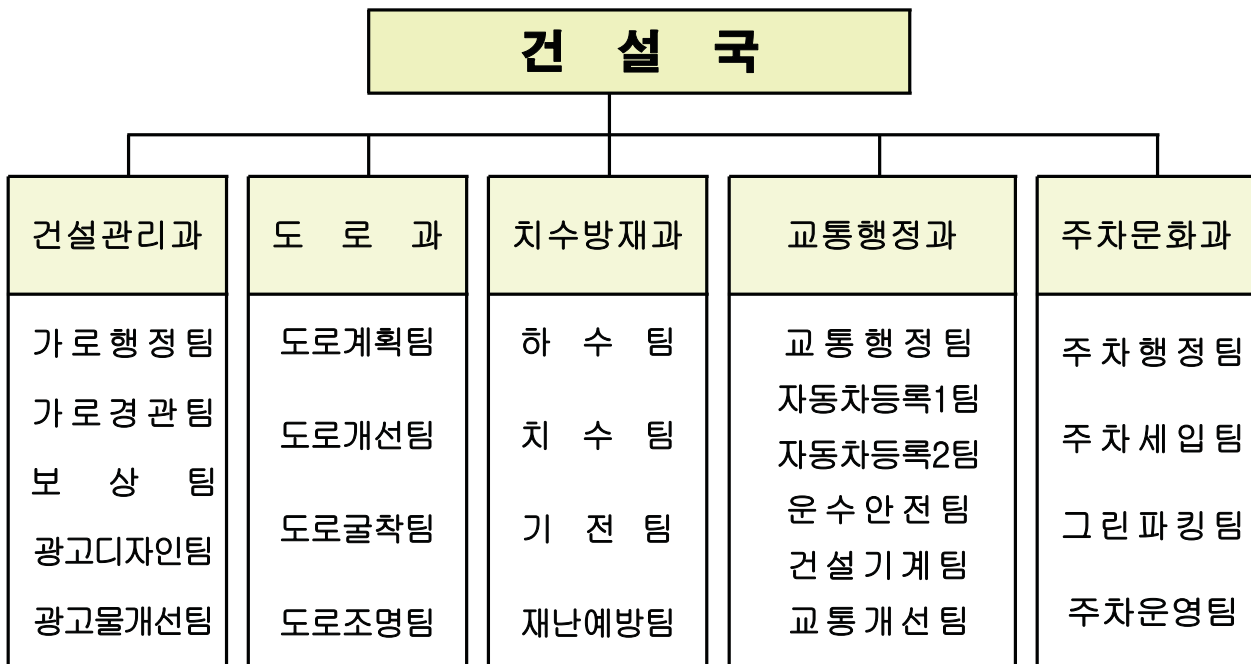 건 설 국
건설관리과
가로행정팀
가로경관팀
보 상 팀
광고디자인팀
광고물개선팀
도 로 과
도로계획팀
도로개선팀
도로굴착팀
도로조명팀
치수방재과
하 수 팀
치 수 팀
기 전 팀
재난예방팀
교통행정과
교통행정팀
자동차등록1팀
자동차등록2팀
운수안전팀
건설기계팀
교통개선팀
주차문화과
주차행정팀
주차세입팀
그린파킹팀
주차운영팀